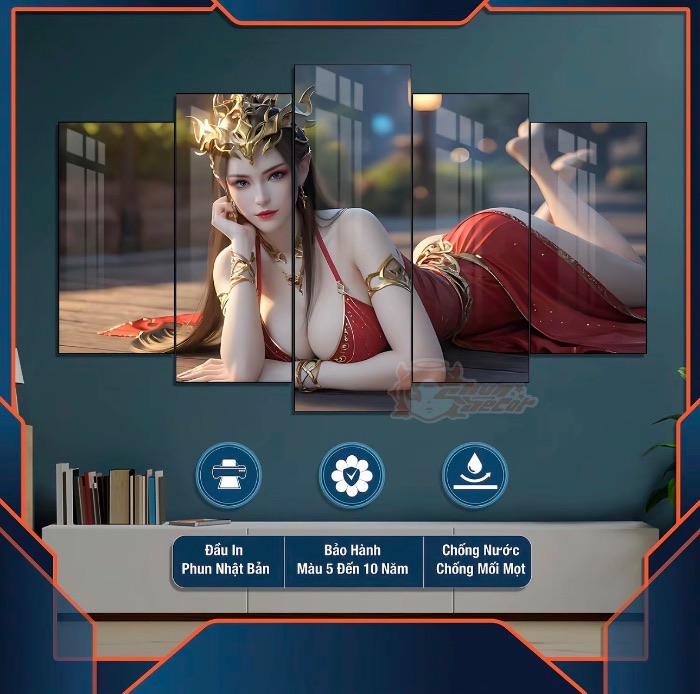 Đầu In
Phun Nhật Bản
Bảo Hành
Màu 5 Đến 10 Năm
Chống Nước
Chống Mối Mọt